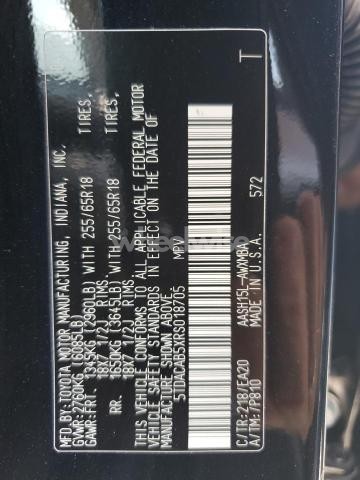 MFD. BY:TOYOTA MOTOR MANUFACTURING, INDIANA, INC.
GVWR:2760KG (6085LB)
GAWR:FRT. 1345KG (2960LB) WITH 255/65R18 TIRES,
18X7 1/2J RIMS
RR. 1650KG (3645LB) WITH 255/65R18 TIRES,
18X7 1/2J RIMS
THIS VEHICLE CONFORMS TO ALL APPLICABLE FEDERAL MOTOR
VEHICLE SAFETY STANDARDS IN EFFECT ON THE DATE OF
MANUFACTURE SHOWN ABOVE.
5TDACAB5XRS018705 MPV
C/TR:218/EA20 AASH15L-AWXMBA
A/TM:/P810 MADE IN U.S.A. 572
T